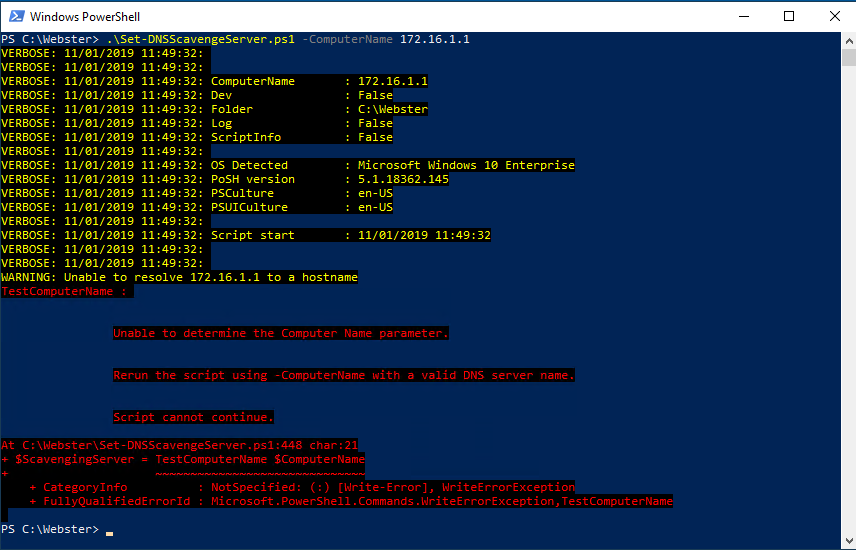 Windows PowerShell
PS C:\Webster> .\Set-DNSScavengeServer.ps1 -ComputerName 172.16.1.1
VERBOSE: 11/01/2019 11:49:32:
VERBOSE: 11/01/2019 11:49:32:
VERBOSE: 11/01/2019 11:49:32: ComputerName       : 172.16.1.1
VERBOSE: 11/01/2019 11:49:32: Dev                : False
VERBOSE: 11/01/2019 11:49:32: Folder             : C:\Webster
VERBOSE: 11/01/2019 11:49:32: Log                : False
VERBOSE: 11/01/2019 11:49:32: ScriptInfo         : False
VERBOSE: 11/01/2019 11:49:32:
VERBOSE: 11/01/2019 11:49:32: OS Detected        : Microsoft Windows 10 Enterprise
VERBOSE: 11/01/2019 11:49:32: PoSH version       : 5.1.18362.145
VERBOSE: 11/01/2019 11:49:32: PSCulture          : en-US
VERBOSE: 11/01/2019 11:49:32: PSUICulture        : en-US
VERBOSE: 11/01/2019 11:49:32:
VERBOSE: 11/01/2019 11:49:32: Script start       : 11/01/2019 11:49:32
VERBOSE: 11/01/2019 11:49:32:
VERBOSE: 11/01/2019 11:49:32:
WARNING: Unable to resolve 172.16.1.1 to a hostname
TestComputerName :
Unable to determine the Computer Name parameter.
Rerun the script using -ComputerName with a valid DNS server name.
Script cannot continue.
At C:\Webster\Set-DNSScavengeServer.ps1:448 char:21
+ $ScavengingServer = TestComputerName $ComputerName
+                     ~~~~~~~~~~~~~~~~~~~~~~~~~~~~~~
    + CategoryInfo          : NotSpecified: (:) [Write-Error], WriteErrorException
    + FullyQualifiedErrorId : Microsoft.PowerShell.Commands.WriteErrorException,TestComputerName
PS C:\Webster>